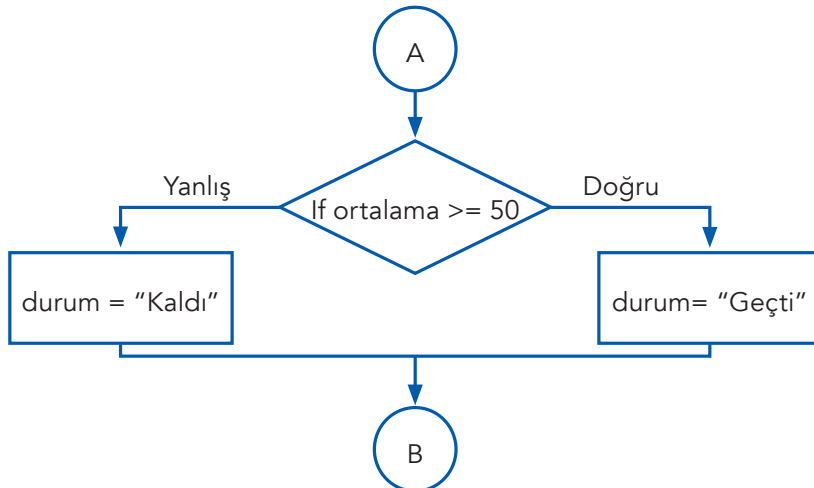 A
Yanlış
Doğru
If ortalama >= 50
durum = “Kaldı”
durum= “Geçti”
B